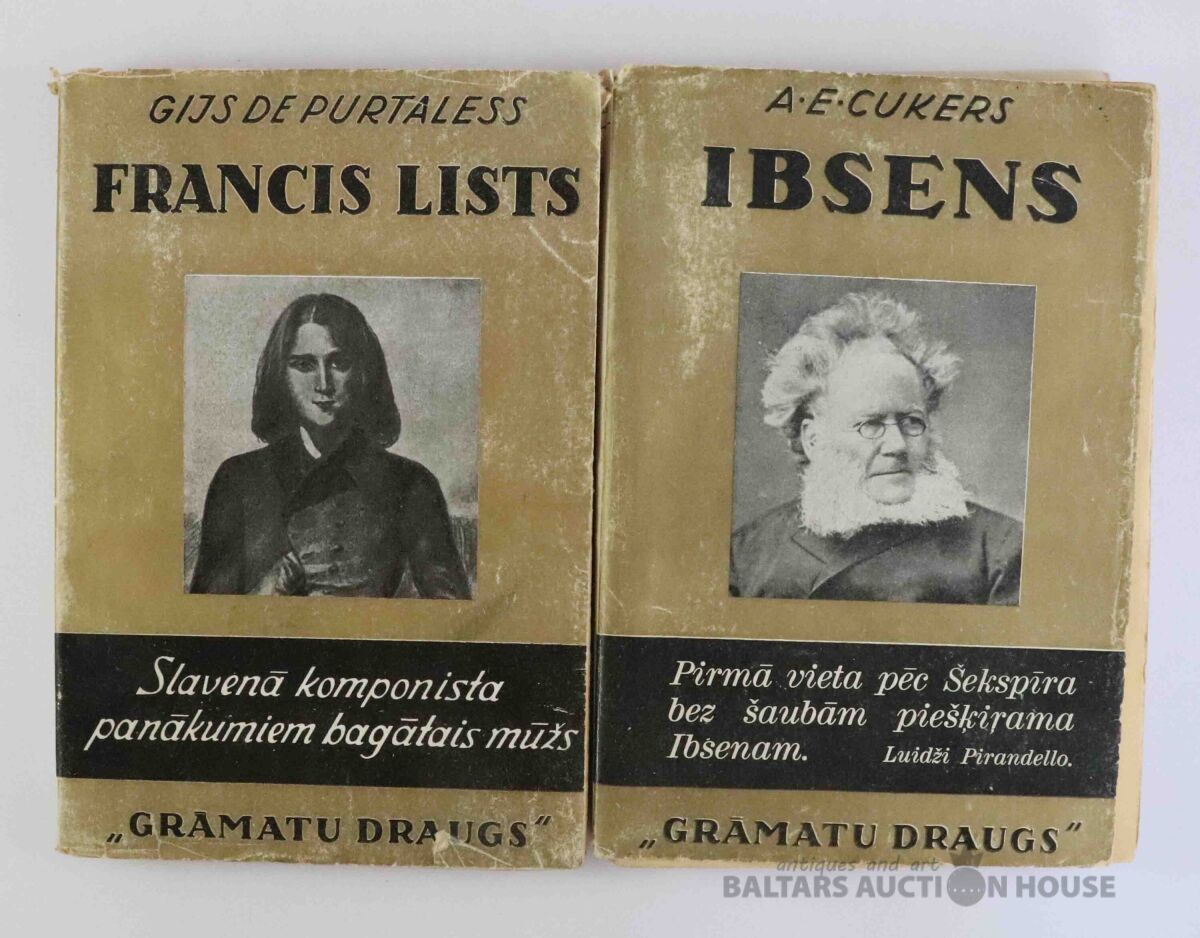 GIJS DE PURTALESS
FRANCIS LISTS
Slavenā komponista
panākumiem bagātais mūžs
„GRĀMATU DRAUGS"
A·E·CUKERS
IBSENS
Pirmā vieta pēc Šekspīra
bez šaubām piešķirama
Ibsenam. Luidži Pirandello.
„GRĀMATU DRAUGS"
antiques and art
BALTARS AUCTION HOUSE